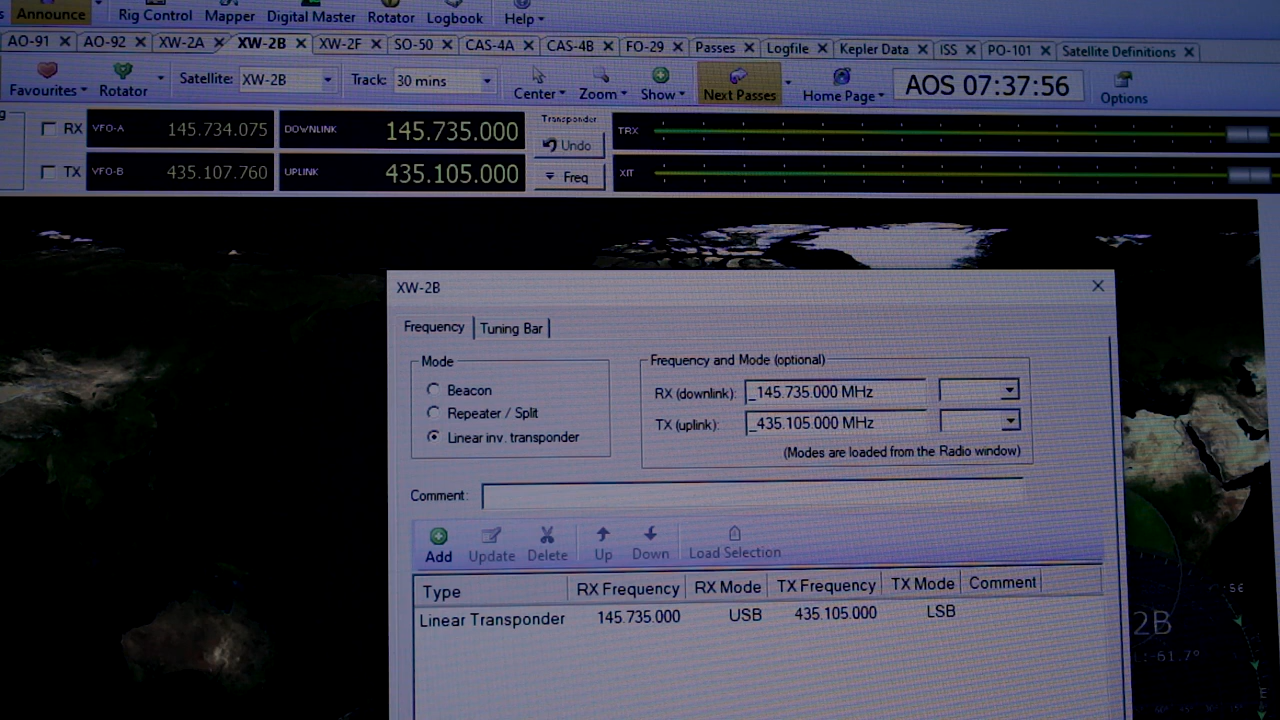 s Announce Rig Control Mapper Digital Master Rotator Logbook Help
AO-91 AO-92 XW-2A XW-2B XW-2F SO-50 CAS-4A CAS-4B FO-29 Passes Logfile Kepler Data ISS PO-101 Satellite Definitions
Favourites Rotator Satellite: XW-2B Track: 30 mins Center Zoom Show Next Passes Home Page AOS 07:37:56 Options
g
RX VFO-A 145.734.075 DOWNLINK 145.735.000 Transponder Undo TRX
TX VFO-B 435.107.760 UPLINK 435.105.000 Freq XIT
XW-2B
Frequency Tuning Bar
Mode
Beacon
Repeater / Split
Linear inv. transponder
Frequency and Mode (optional)
RX (downlink): _145.735.000 MHz
TX (uplink): _435.105.000 MHz
(Modes are loaded from the Radio window)
Comment:
Add Update Delete Up Down Load Selection
Type RX Frequency RX Mode TX Frequency TX Mode Comment
Linear Transponder 145.735.000 USB 435.105.000 LSB
:56
2B
L:-61.7°
E